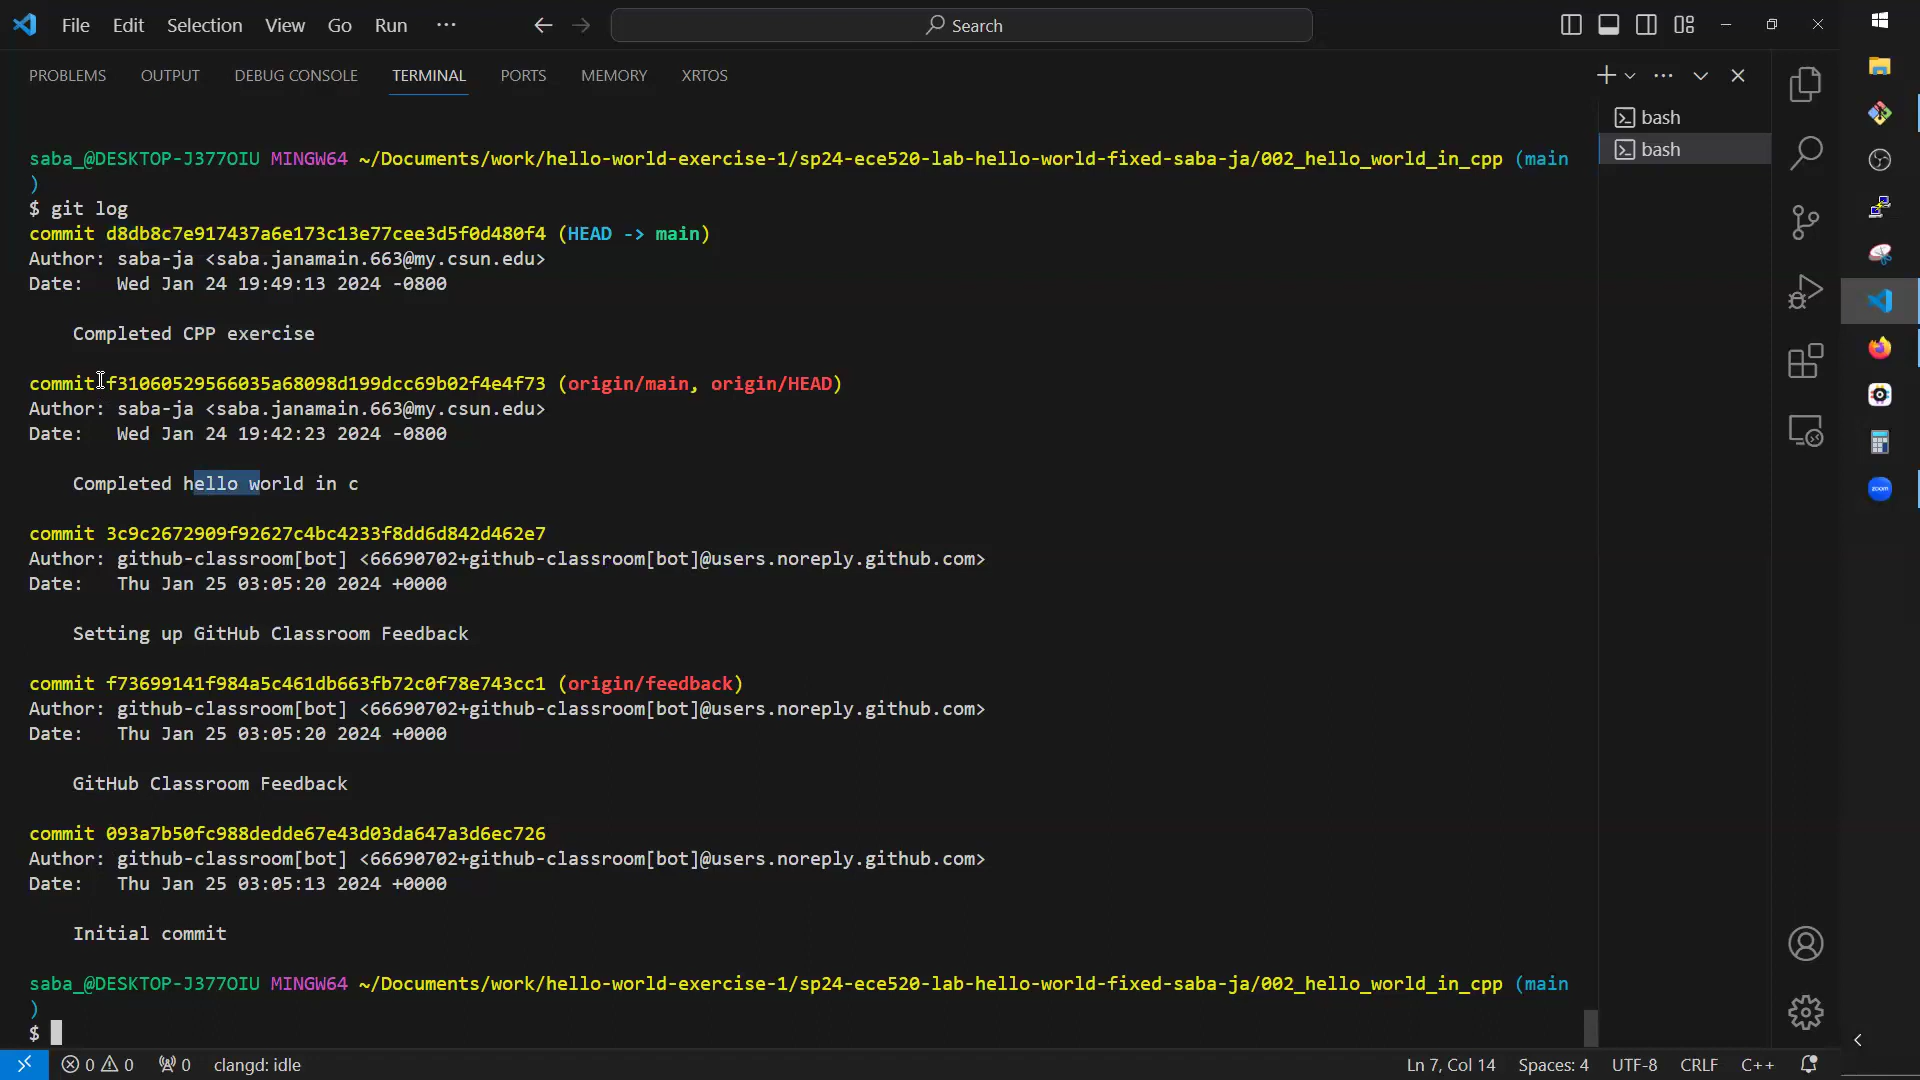 File Edit Selection View Go Run ··· Search
PROBLEMS OUTPUT DEBUG CONSOLE TERMINAL PORTS MEMORY XRTOS
bash
bash
saba_@DESKTOP-J377OIU MINGW64 ~/Documents/work/hello-world-exercise-1/sp24-ece520-lab-hello-world-fixed-saba-ja/002_hello_world_in_cpp (main
)
$ git log
commit d8db8c7e917437a6e173c13e77cee3d5f0d480f4 (HEAD -> main)
Author: saba-ja <saba.janamain.663@my.csun.edu>
Date:   Wed Jan 24 19:49:13 2024 -0800
Completed CPP exercise
commit f31060529566035a68098d199dcc69b02f4e4f73 (origin/main, origin/HEAD)
Author: saba-ja <saba.janamain.663@my.csun.edu>
Date:   Wed Jan 24 19:42:23 2024 -0800
Completed hello world in c
commit 3c9c2672909f92627c4bc4233f8dd6d842d462e7
Author: github-classroom[bot] <66690702+github-classroom[bot]@users.noreply.github.com>
Date:   Thu Jan 25 03:05:20 2024 +0000
Setting up GitHub Classroom Feedback
commit f73699141f984a5c461db663fb72c0f78e743cc1 (origin/feedback)
Author: github-classroom[bot] <66690702+github-classroom[bot]@users.noreply.github.com>
Date:   Thu Jan 25 03:05:20 2024 +0000
GitHub Classroom Feedback
commit 093a7b50fc988dedde67e43d03da647a3d6ec726
Author: github-classroom[bot] <66690702+github-classroom[bot]@users.noreply.github.com>
Date:   Thu Jan 25 03:05:13 2024 +0000
Initial commit
saba_@DESKTOP-J377OIU MINGW64 ~/Documents/work/hello-world-exercise-1/sp24-ece520-lab-hello-world-fixed-saba-ja/002_hello_world_in_cpp (main
)
$
zoom
0 0 0 clangd: idle Ln 7, Col 14 Spaces: 4 UTF-8 CRLF C++